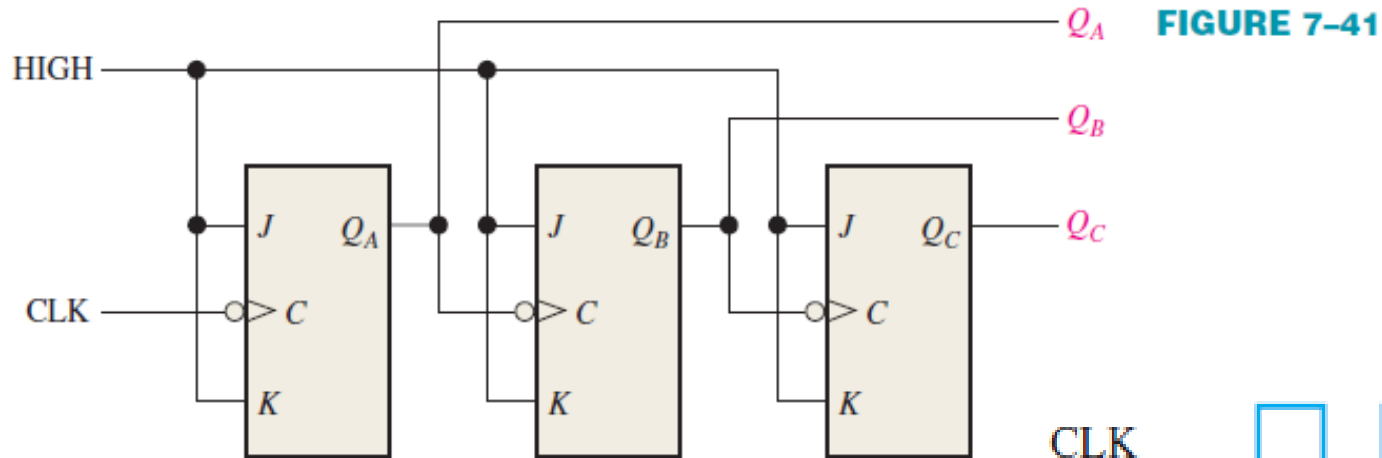 Q_A FIGURE 7–41
HIGH
Q_B
J Q_A J Q_B J Q_C Q_C
CLK C C C
K K K
CLK